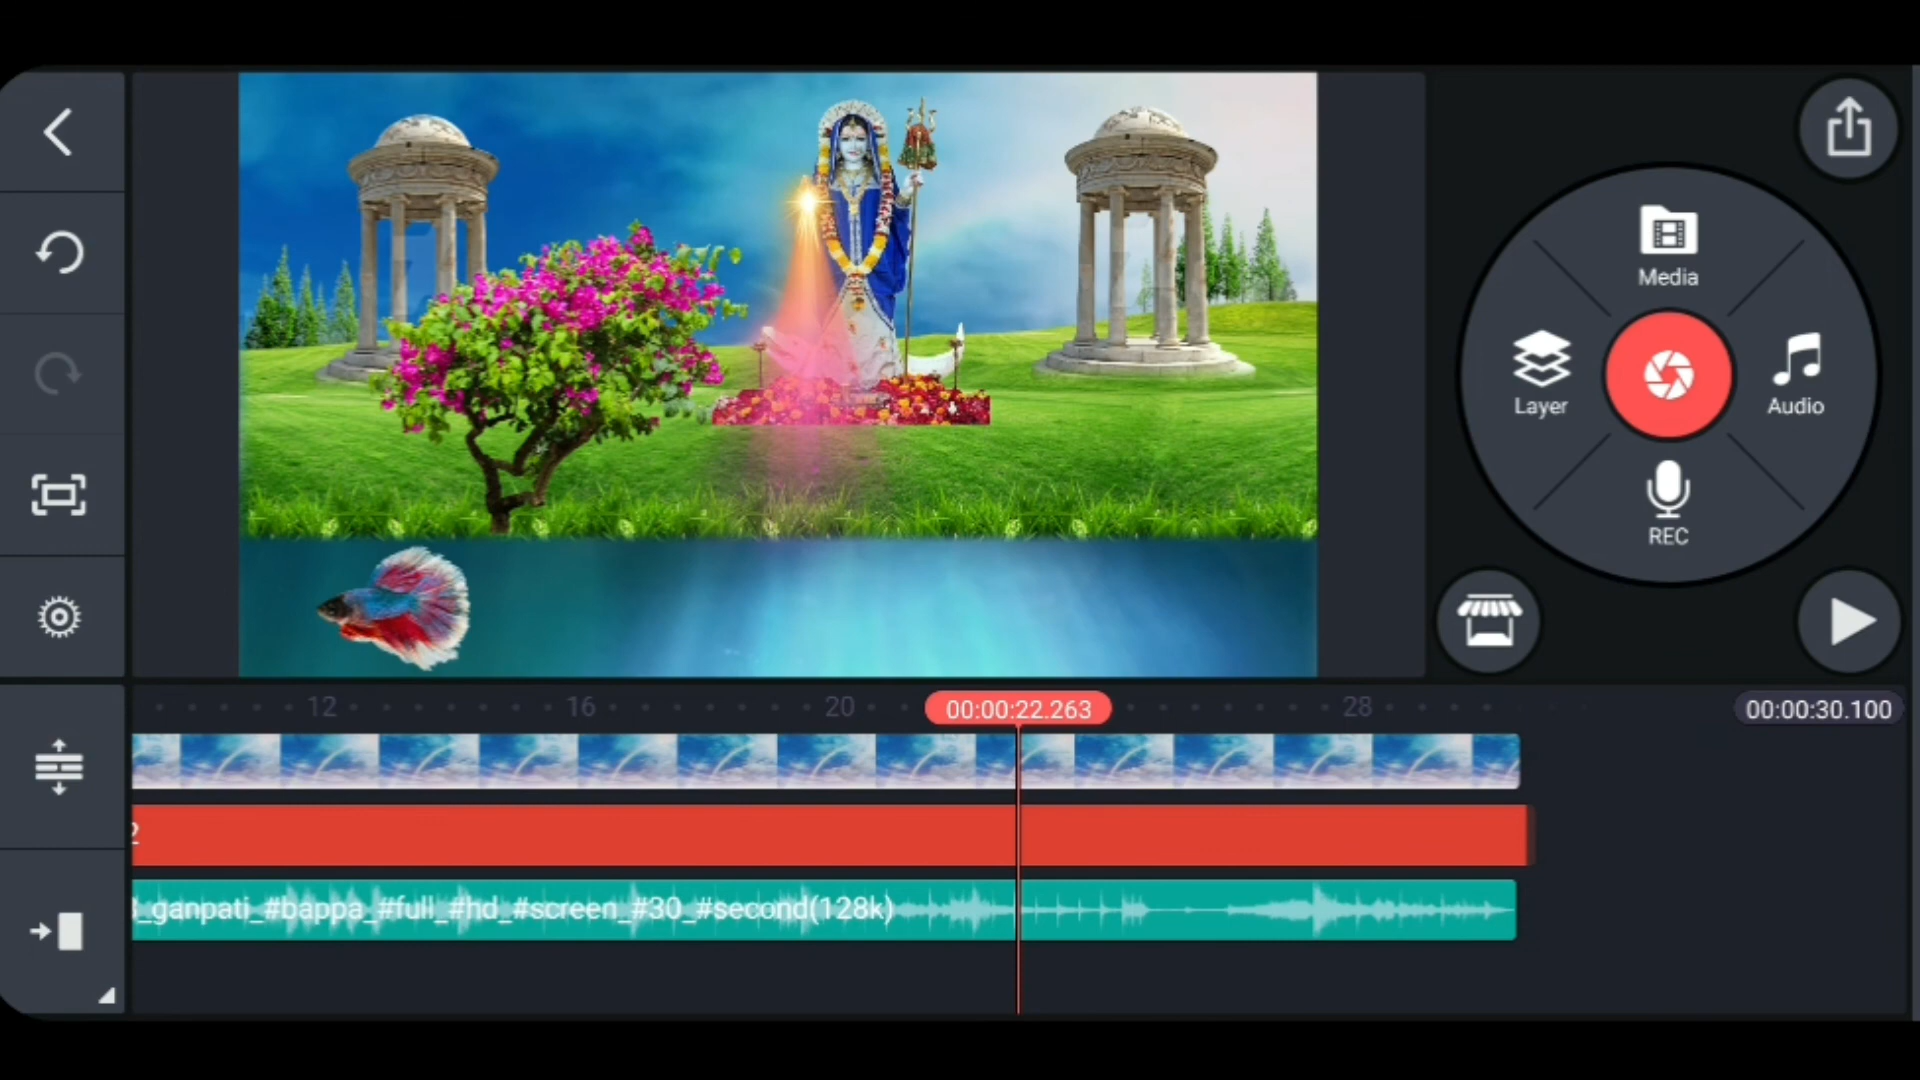 Media
Layer
Audio
REC
12
16
20
00:00:22.263
28
00:00:30.100
2
_ganpati_#bappa_#full_#hd_#screen_#30_#second(128k)